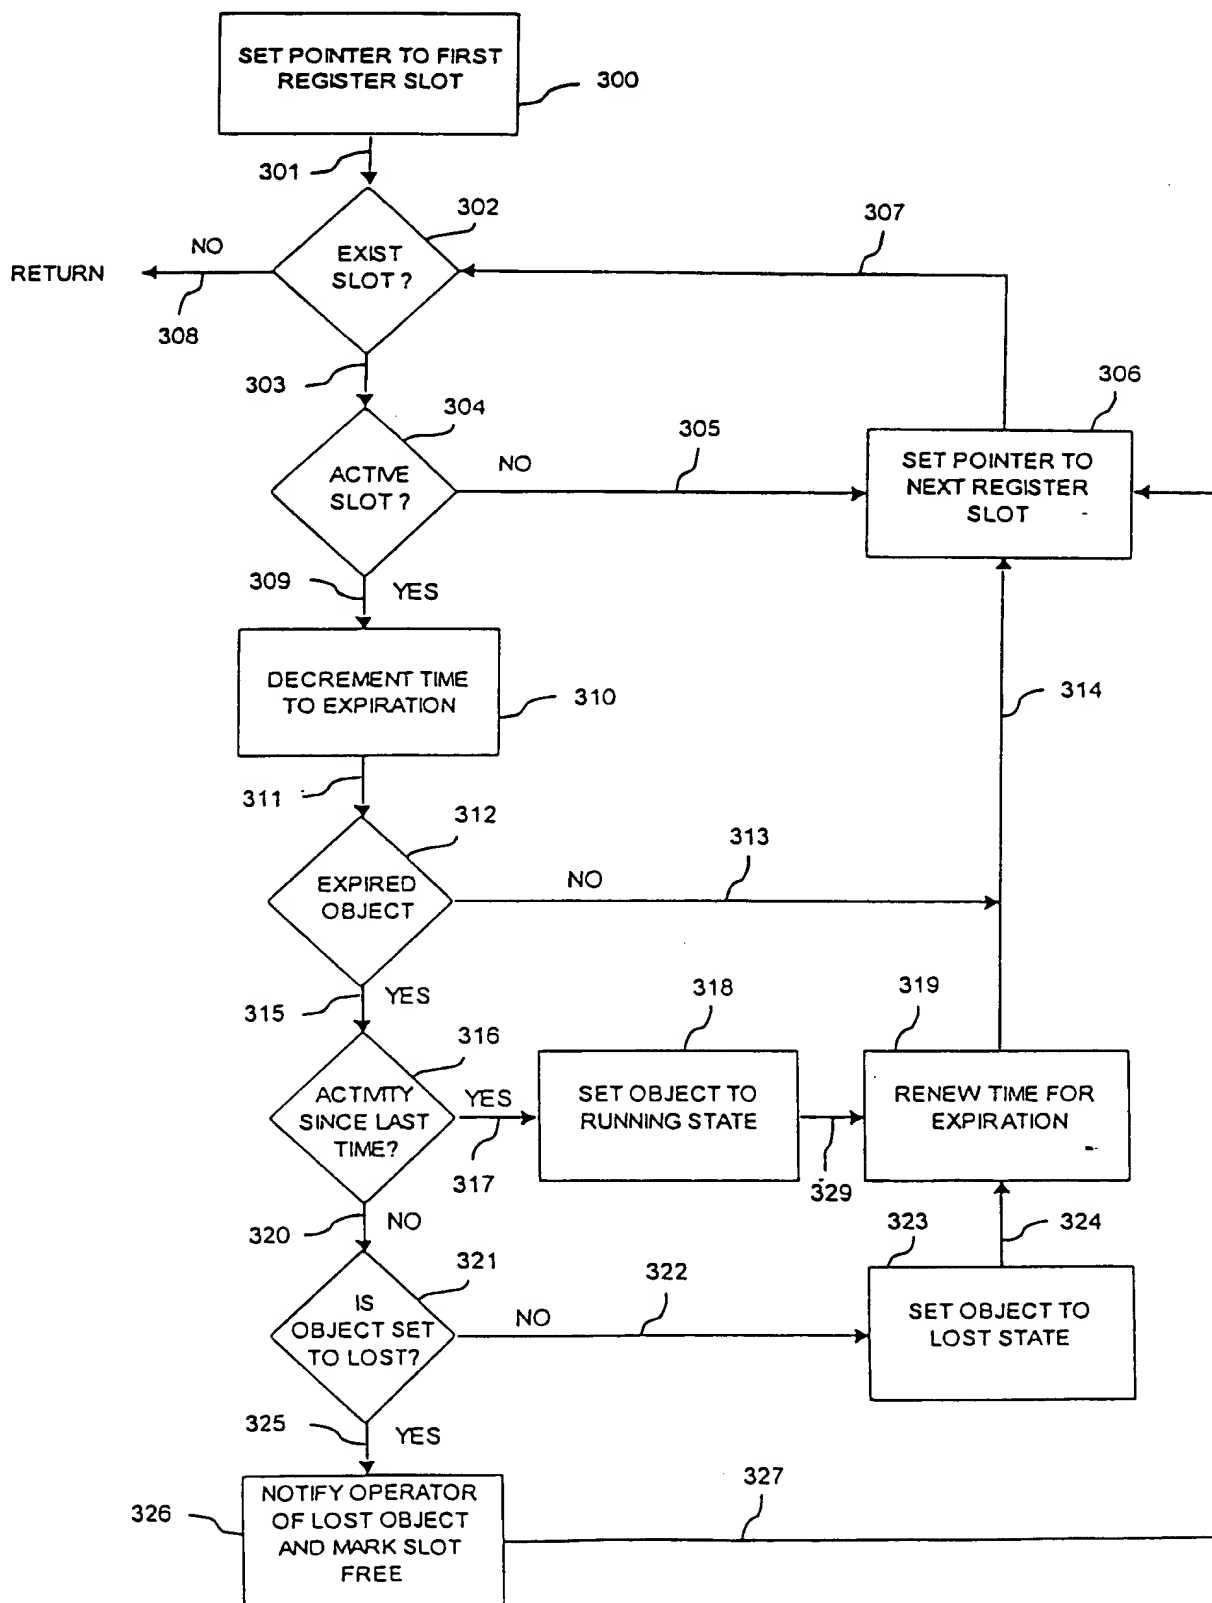 SET POINTER TO FIRST
REGISTER SLOT
300
301
302
307
EXIST
SLOT ?
NO
RETURN
308
303
304
305
306
ACTIVE
SLOT ?
NO
SET POINTER TO
NEXT REGISTER
SLOT
309
YES
DECREMENT TIME
TO EXPIRATION
310
314
311
312
313
EXPIRED
OBJECT
NO
315
YES
318
319
316
ACTIVITY
SINCE LAST
TIME?
YES
317
SET OBJECT TO
RUNNING STATE
329
RENEW TIME FOR
EXPIRATION
320
NO
323
324
321
322
IS
OBJECT SET
TO LOST?
NO
SET OBJECT TO
LOST STATE
325
YES
327
326
NOTIFY OPERATOR
OF LOST OBJECT
AND MARK SLOT
FREE